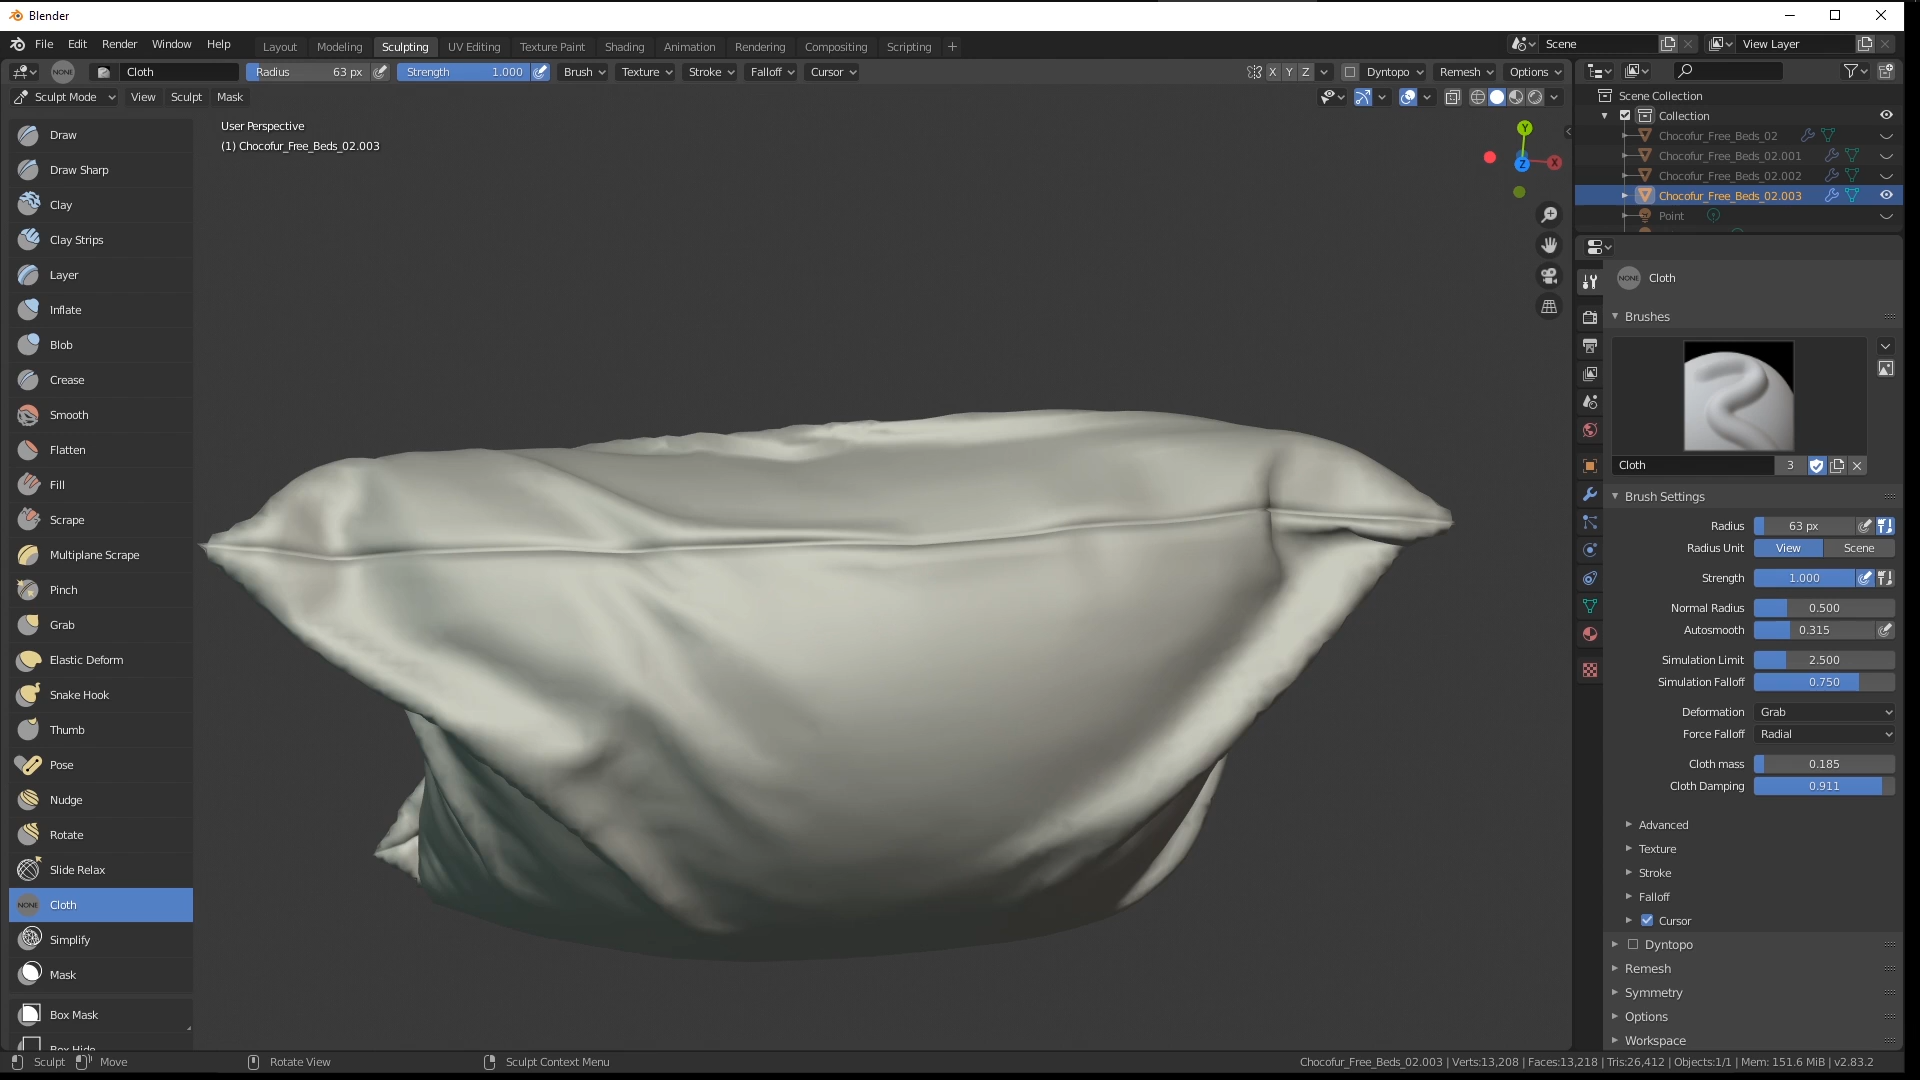 Blender
File Edit Render Window Help
Layout Modeling Sculpting UV Editing Texture Paint Shading Animation Rendering Compositing Scripting +
Scene
View Layer
NONE Cloth Radius 63 px Strength 1.000 Brush Texture Stroke Falloff Cursor
X Y Z Dyntopo Remesh Options
Sculpt Mode View Sculpt Mask
User Perspective
(1) Chocofur_Free_Beds_02.003
Y
X
Z
Draw
Draw Sharp
Clay
Clay Strips
Layer
Inflate
Blob
Crease
Smooth
Flatten
Fill
Scrape
Multiplane Scrape
Pinch
Grab
Elastic Deform
Snake Hook
Thumb
Pose
Nudge
Rotate
Slide Relax
NONE Cloth
Simplify
Mask
Box Mask
Box Hide
Scene Collection
Collection
Chocofur_Free_Beds_02
Chocofur_Free_Beds_02.001
Chocofur_Free_Beds_02.002
Chocofur_Free_Beds_02.003
Point
NONE Cloth
Brushes
Cloth 3
Brush Settings
Radius 63 px
Radius Unit View Scene
Strength 1.000
Normal Radius 0.500
Autosmooth 0.315
Simulation Limit 2.500
Simulation Falloff 0.750
Deformation Grab
Force Falloff Radial
Cloth mass 0.185
Cloth Damping 0.911
Advanced
Texture
Stroke
Falloff
Cursor
Dyntopo
Remesh
Symmetry
Options
Workspace
Sculpt Move Rotate View Sculpt Context Menu
Chocofur_Free_Beds_02.003 | Verts:13,208 | Faces:13,218 | Tris:26,412 | Objects:1/1 | Mem: 151.6 MiB | v2.83.2